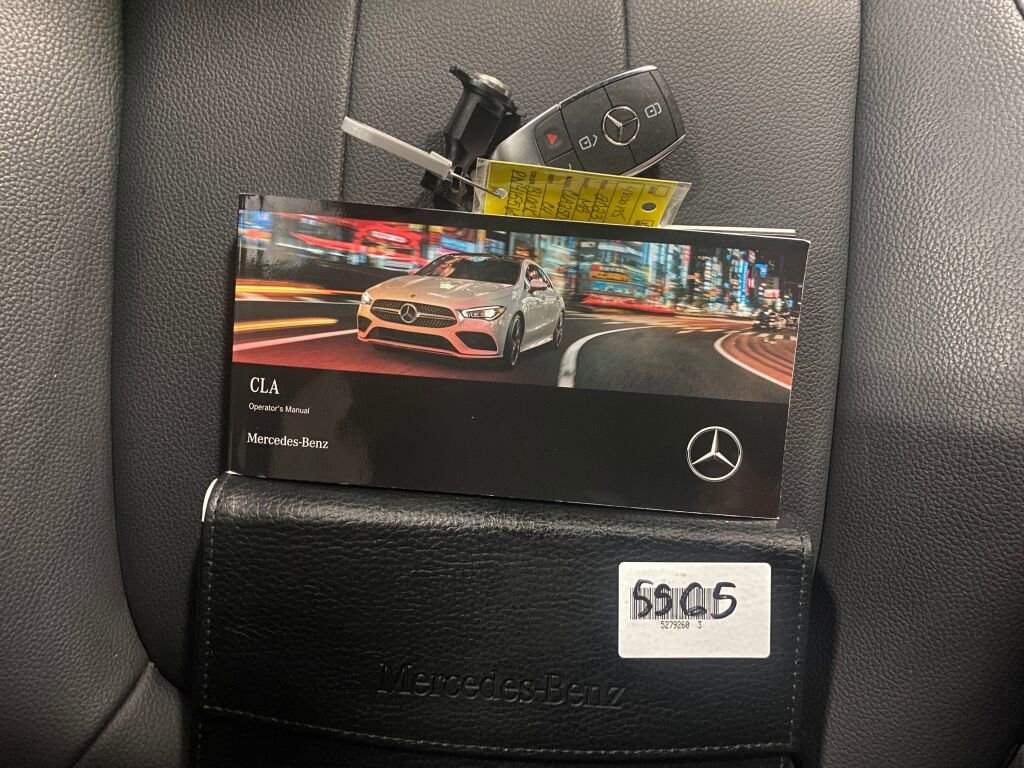 CLA
Operator's Manual
Mercedes-Benz
5565
5279260 3
Mercedes-Benz